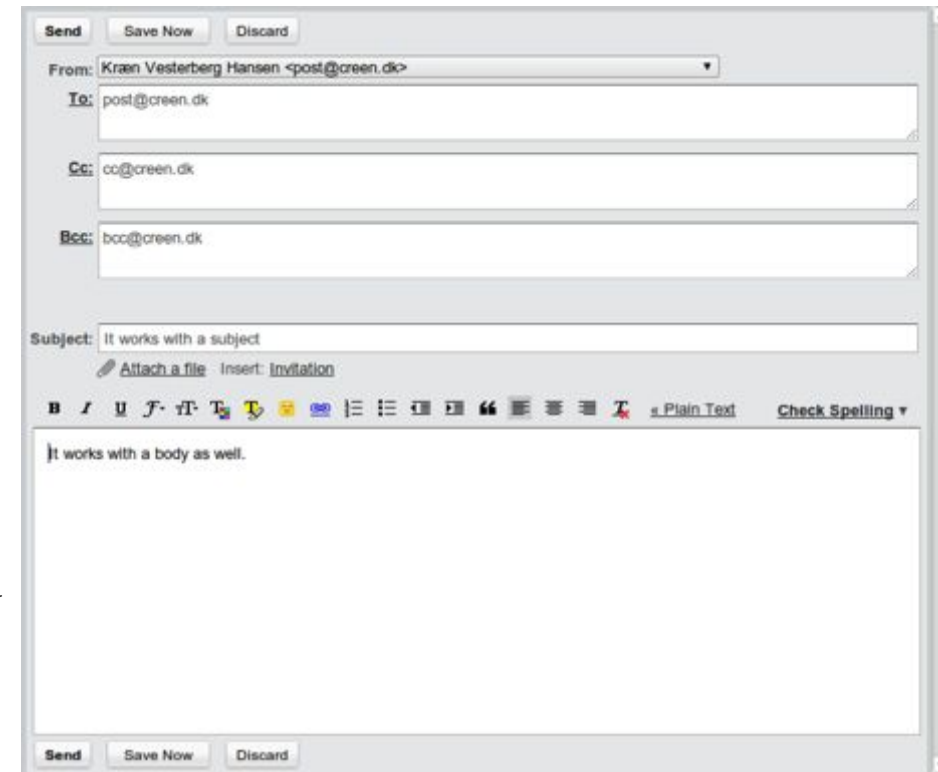 Send Save Now Discard
From: Kræn Vesterberg Hansen <post@creen.dk>
To: post@creen.dk
Cc: cc@creen.dk
Bcc: bcc@creen.dk
Subject: It works with a subject
Attach a file Insert: Invitation
B I U « Plain Text Check Spelling ▾
It works with a body as well.
Send Save Now Discard